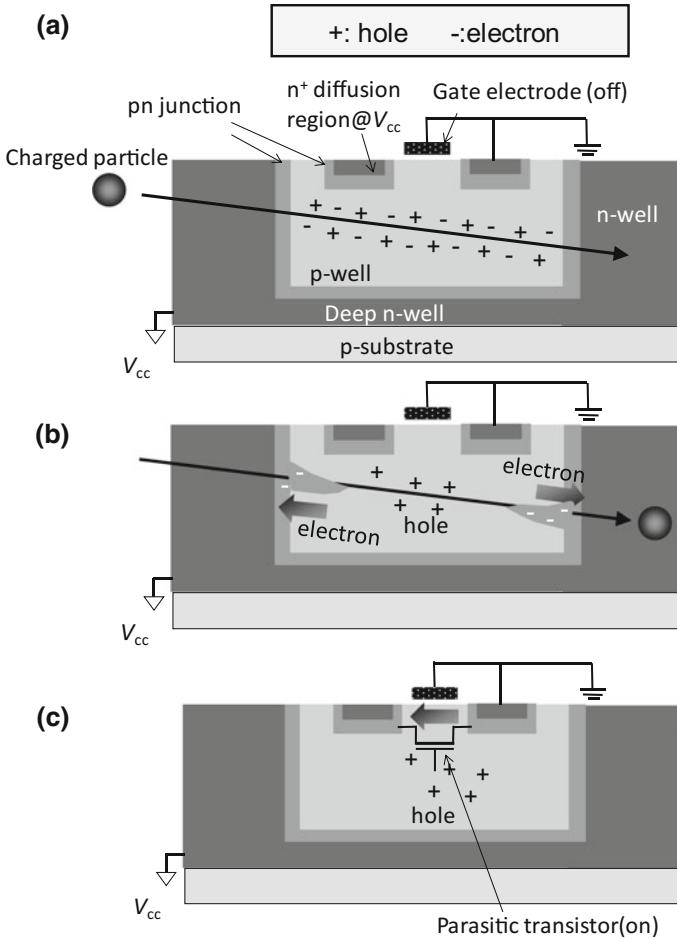 (a)
+: hole -:electron
pn junction
n⁺ diffusion
region@Vcc
Gate electrode (off)
Charged particle
n-well
+ - + - + - + - + -
- + - + - + - + - +
p-well
Deep n-well
p-substrate
Vcc
(b)
electron
+ + + +
+ +
hole
electron
Vcc
(c)
+ + +
+ +
hole
Vcc
Parasitic transistor(on)